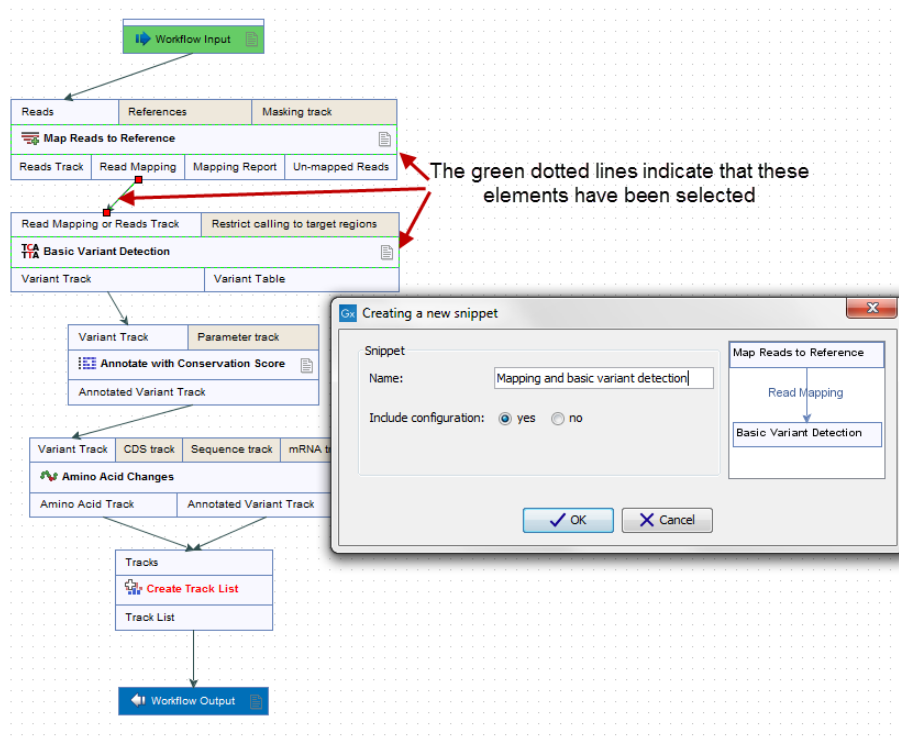 Workflow Input
Reads References Masking track
Map Reads to Reference
Reads Track Read Mapping Mapping Report Un-mapped Reads
The green dotted lines indicate that these
elements have been selected
Read Mapping or Reads Track Restrict calling to target regions
TCA
TTA
Basic Variant Detection
Variant Track Variant Table
Variant Track Parameter track
Annotate with Conservation Score
Annotated Variant Track
Variant Track CDS track Sequence track mRNA
Amino Acid Changes
Amino Acid Track Annotated Variant Track
Tracks
Create Track List
Track List
Workflow Output
Gx Creating a new snippet
X
Snippet
Name: Mapping and basic variant detection
Include configuration: yes no
Map Reads to Reference
Read Mapping
Basic Variant Detection
OK Cancel